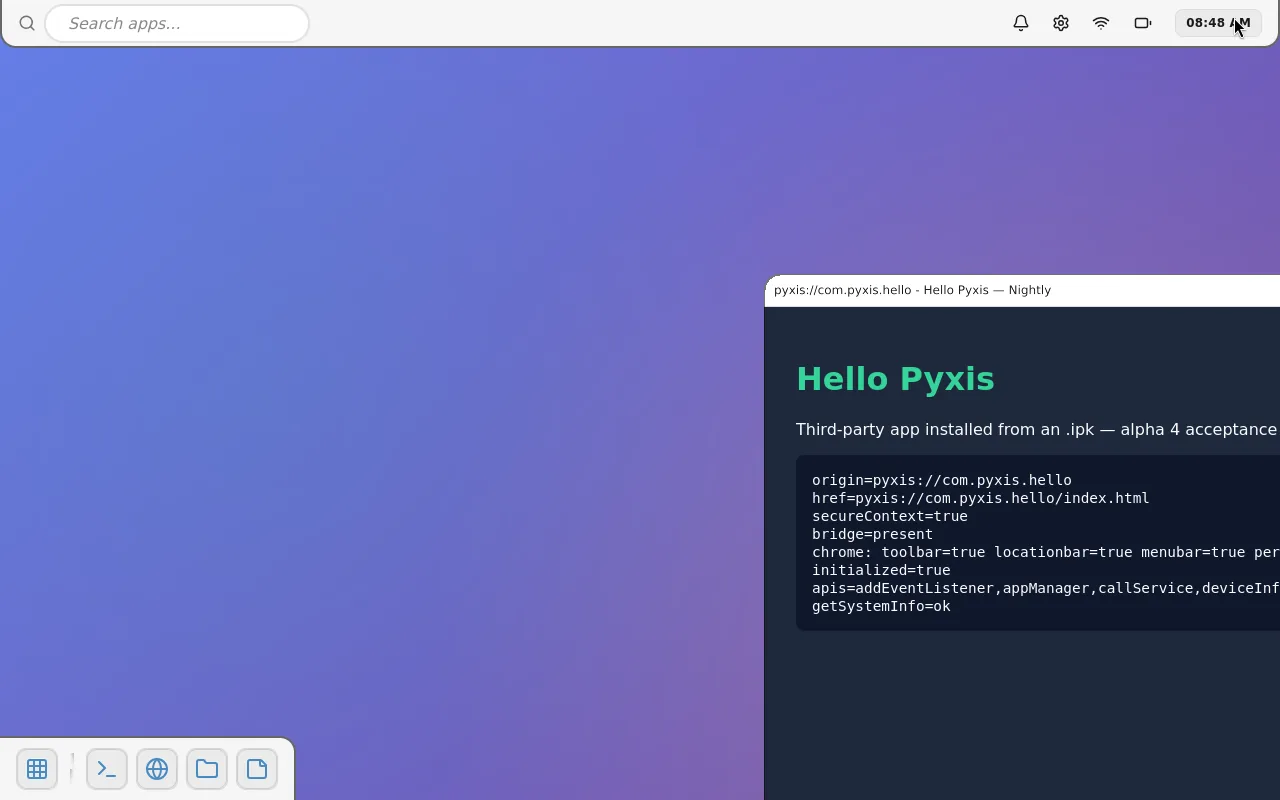 Search apps...
08:48 AM
pyxis://com.pyxis.hello - Hello Pyxis — Nightly
Hello Pyxis
Third-party app installed from an .ipk — alpha 4 acceptance
origin=pyxis://com.pyxis.hello
href=pyxis://com.pyxis.hello/index.html
secureContext=true
bridge=present
chrome: toolbar=true locationbar=true menubar=true per
initialized=true
apis=addEventListener,appManager,callService,deviceInf
getSystemInfo=ok